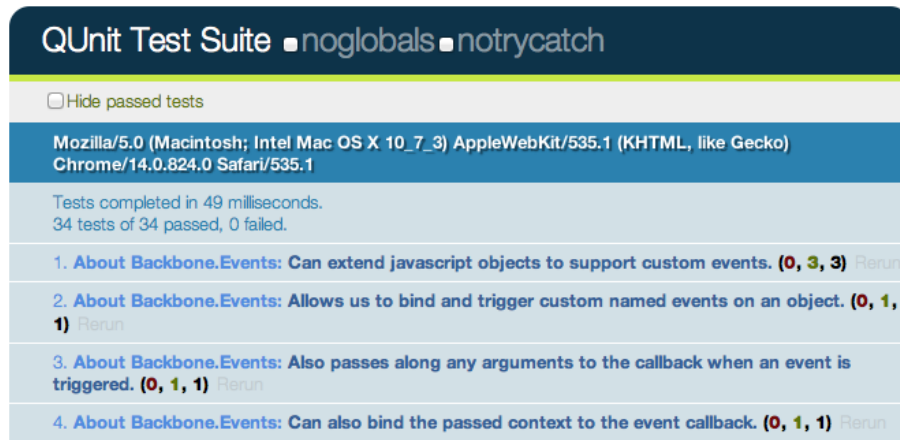 QUnit Test Suite noglobals notrycatch
Hide passed tests
Mozilla/5.0 (Macintosh; Intel Mac OS X 10_7_3) AppleWebKit/535.1 (KHTML, like Gecko)
Chrome/14.0.824.0 Safari/535.1
Tests completed in 49 milliseconds.
34 tests of 34 passed, 0 failed.
1. About Backbone.Events: Can extend javascript objects to support custom events. (0, 3, 3) Rerun
2. About Backbone.Events: Allows us to bind and trigger custom named events on an object. (0, 1,
1) Rerun
3. About Backbone.Events: Also passes along any arguments to the callback when an event is
triggered. (0, 1, 1) Rerun
4. About Backbone.Events: Can also bind the passed context to the event callback. (0, 1, 1) Rerun